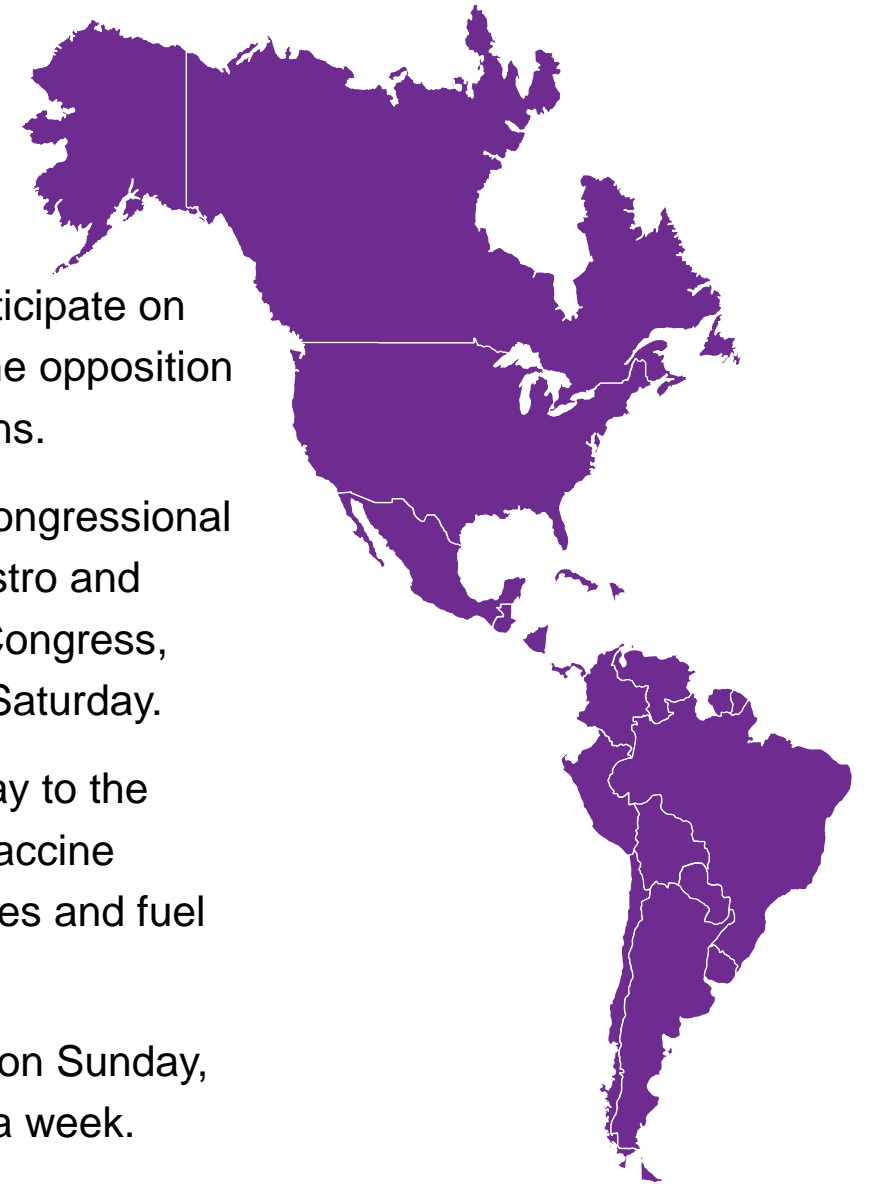 ticipate on
ne opposition
ns.
ongressional
stro and
Congress,
Saturday.
ay to the
accine
es and fuel
on Sunday,
a week.